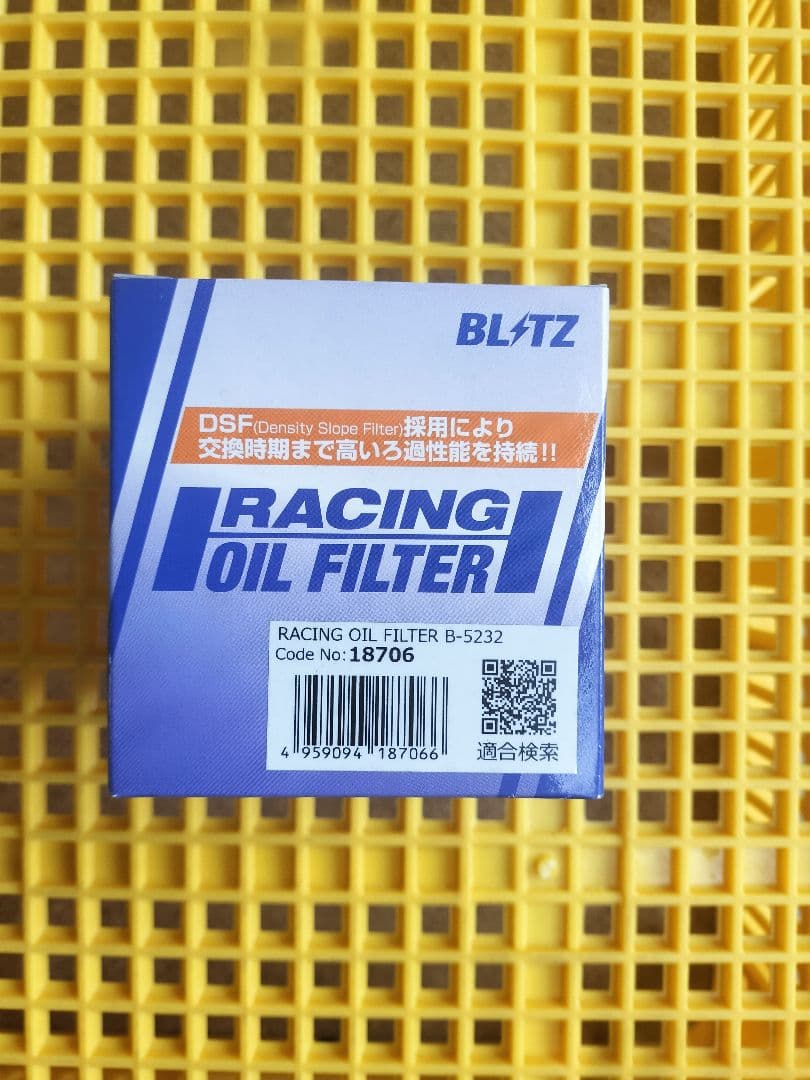 BLITZ
DSF(Density Slope Filter)採用により
交換時期まで高いろ過性能を持続!!
RACING
OIL FILTER
RACING OIL FILTER B-5232
Code No: 18706
4 959094 187066
適合検索